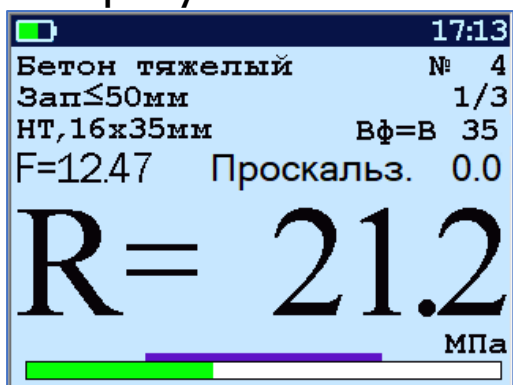 17:13
Бетон тяжелый № 4
Зап≤50мм 1/3
НТ,16х35мм Вф=В 35
F=12.47 Проскальз. 0.0
R= 21.2
МПа